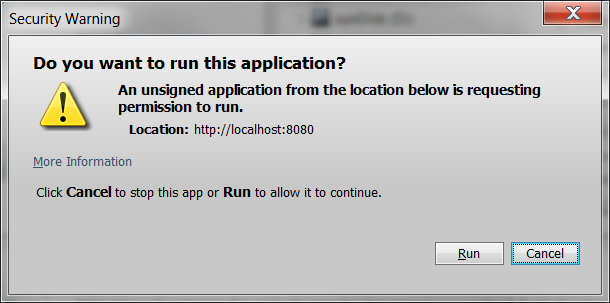 Security Warning
Do you want to run this application?
An unsigned application from the location below is requesting
permission to run.
Location: http://localhost:8080
More Information
Click Cancel to stop this app or Run to allow it to continue.
Run Cancel